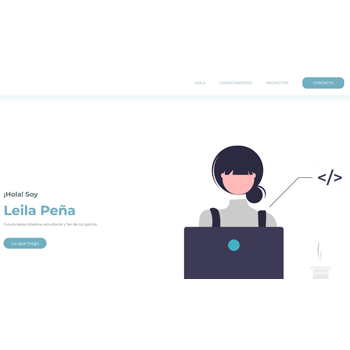 HOLA
CONOCIMIENTOS
PROYECTOS
CONTACTO
¡Hola! Soy
Leila Peña
Futura desarrolladora, estudiante y fan de los gatitos.
Lo que hago
</>